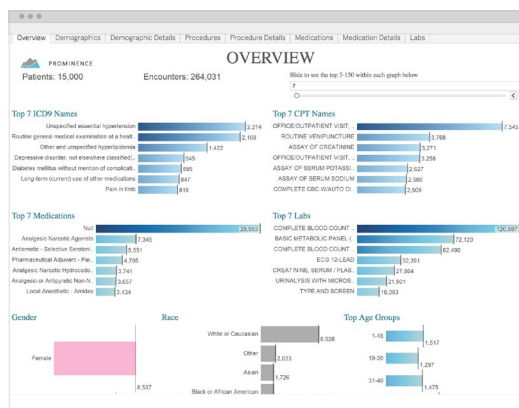 Overview Demographics Demographic Details Procedures Procedure Details Medications Medication Details Labs
OVERVIEW
PROMINENCE
Patients: 15,000
Encounters: 264,031
Slide to see the top 5-150 within each graph below
7
Top 7 ICD9 Names
Unspecified essential hypertension 2,214
Routine general medical examination at a healt.. 2,108
Other and unspecified hyperlipidemia 1,422
Depressive disorder, not elsewhere classified(.. 945
Diabetes mellitus without mention of complicati.. 895
Long-term (current) use of other medications 847
Pain in limb 818
Top 7 CPT Names
OFFICE/OUTPATIENT VISIT, .. 7,543
ROUTINE VENIPUNCTURE 3,768
ASSAY OF CREATININE 3,271
OFFICE/OUTPATIENT VISIT, .. 3,258
ASSAY OF SERUM POTASSI.. 2,627
ASSAY OF SERUM SODIUM 2,560
COMPLETE CBC W/AUTO DI.. 2,509
Top 7 Medications
Null 29,993
Analgesic Narcotic Agonists 7,345
Antiemetic - Selective Serotoni.. 5,551
Pharmaceutical Adjuvant - Par.. 4,795
Analgesic Narcotic Hydrocodo.. 3,741
Analgesic or Antipyretic Non-N.. 3,657
Local Anesthetic - Amides 3,434
Top 7 Labs
COMPLETE BLOOD COUNT .. 120,687
BASIC METABOLIC PANEL (.. 72,120
COMPLETE BLOOD COUNT .. 62,490
ECG 12-LEAD 32,381
CREATININE, SERUM / PLAS.. 27,864
URINALYSIS WITH MICROS.. 21,901
TYPE AND SCREEN 18,393
Gender
Female
8,537
Race
White or Caucasian 8,028
Other 2,033
Asian 1,726
Black or African American
Top Age Groups
1-18 1,517
19-30 1,297
31-40 1,475